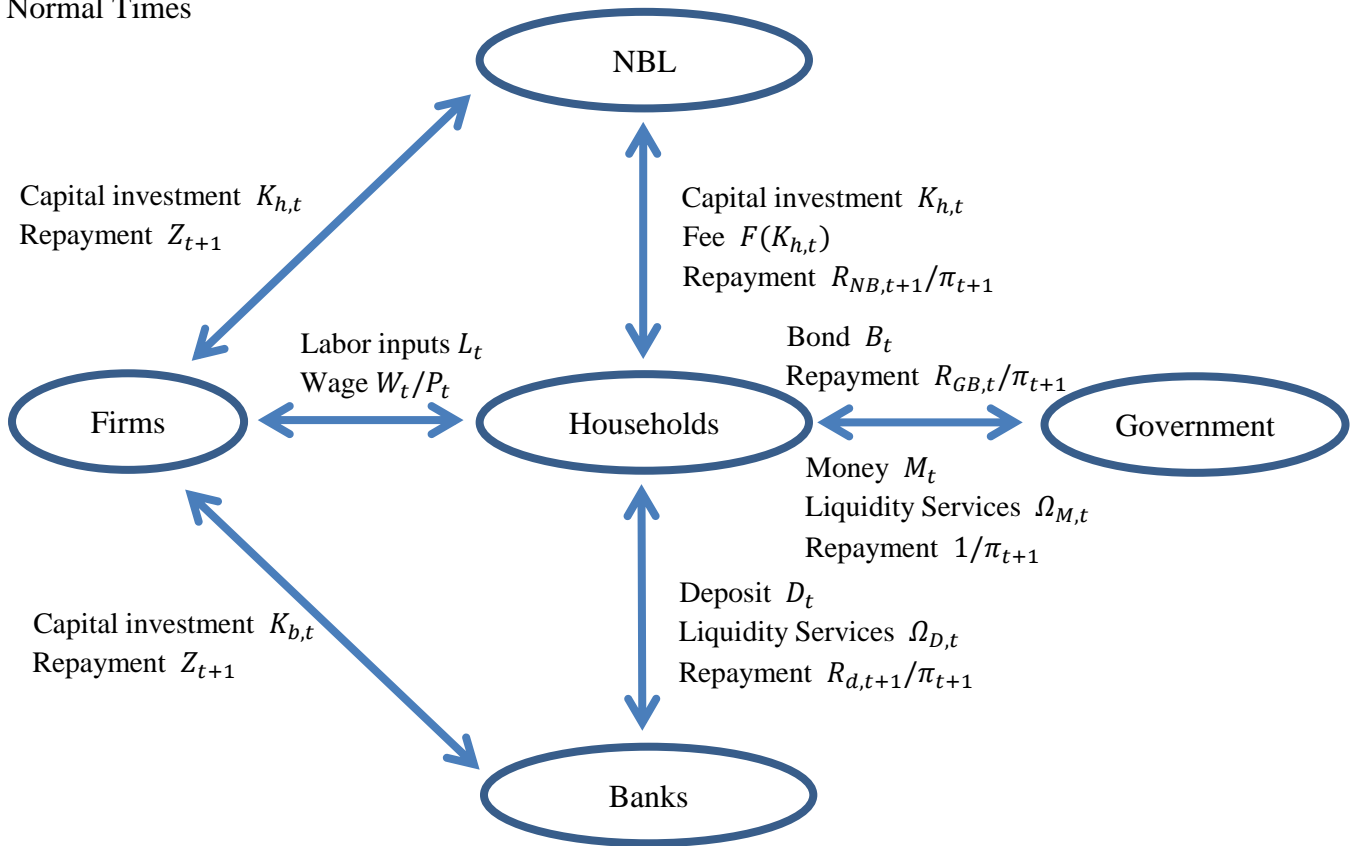 Normal Times
NBL
Capital investment K_{h,t}
Repayment Z_{t+1}
Capital investment K_{h,t}
Fee F(K_{h,t})
Repayment R_{NB,t+1}/π_{t+1}
Labor inputs L_t
Wage W_t/P_t
Bond B_t
Repayment R_{GB,t}/π_{t+1}
Firms
Households
Government
Money M_t
Liquidity Services Ω_{M,t}
Repayment 1/π_{t+1}
Capital investment K_{b,t}
Repayment Z_{t+1}
Deposit D_t
Liquidity Services Ω_{D,t}
Repayment R_{d,t+1}/π_{t+1}
Banks